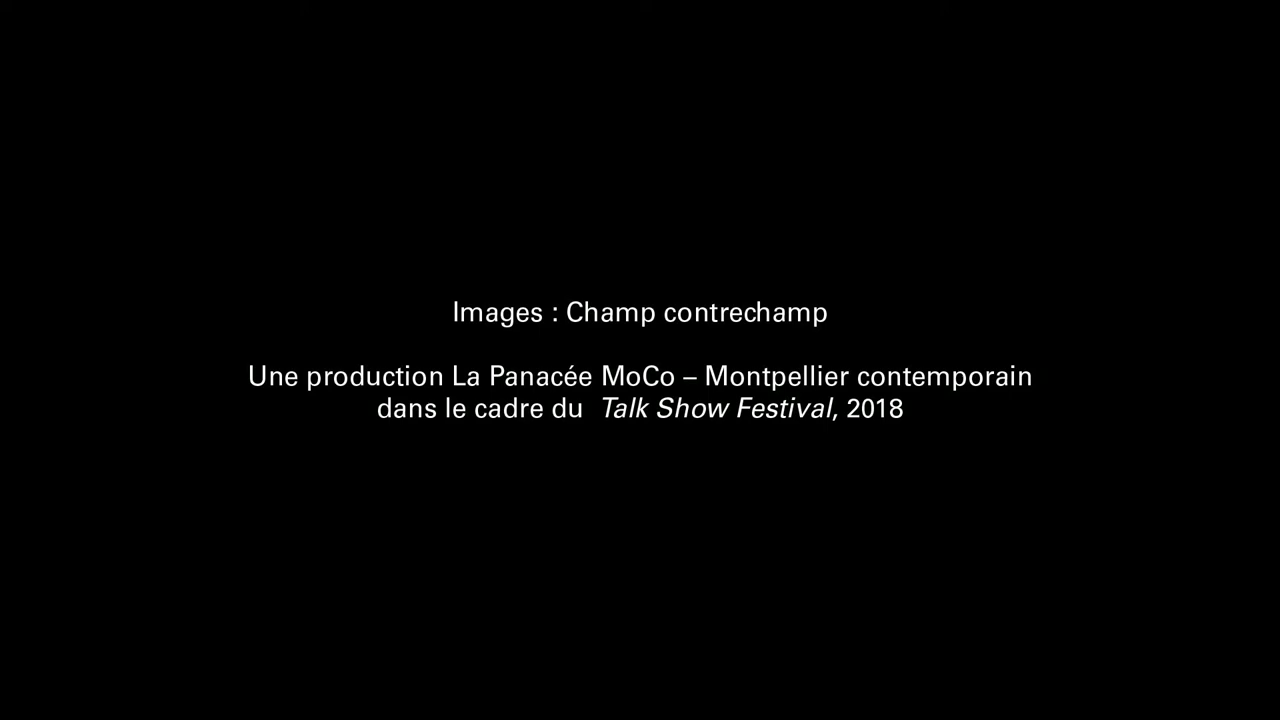 Images : Champ contrechamp
Une production La Panacée MoCo – Montpellier contemporain
dans le cadre du Talk Show Festival, 2018